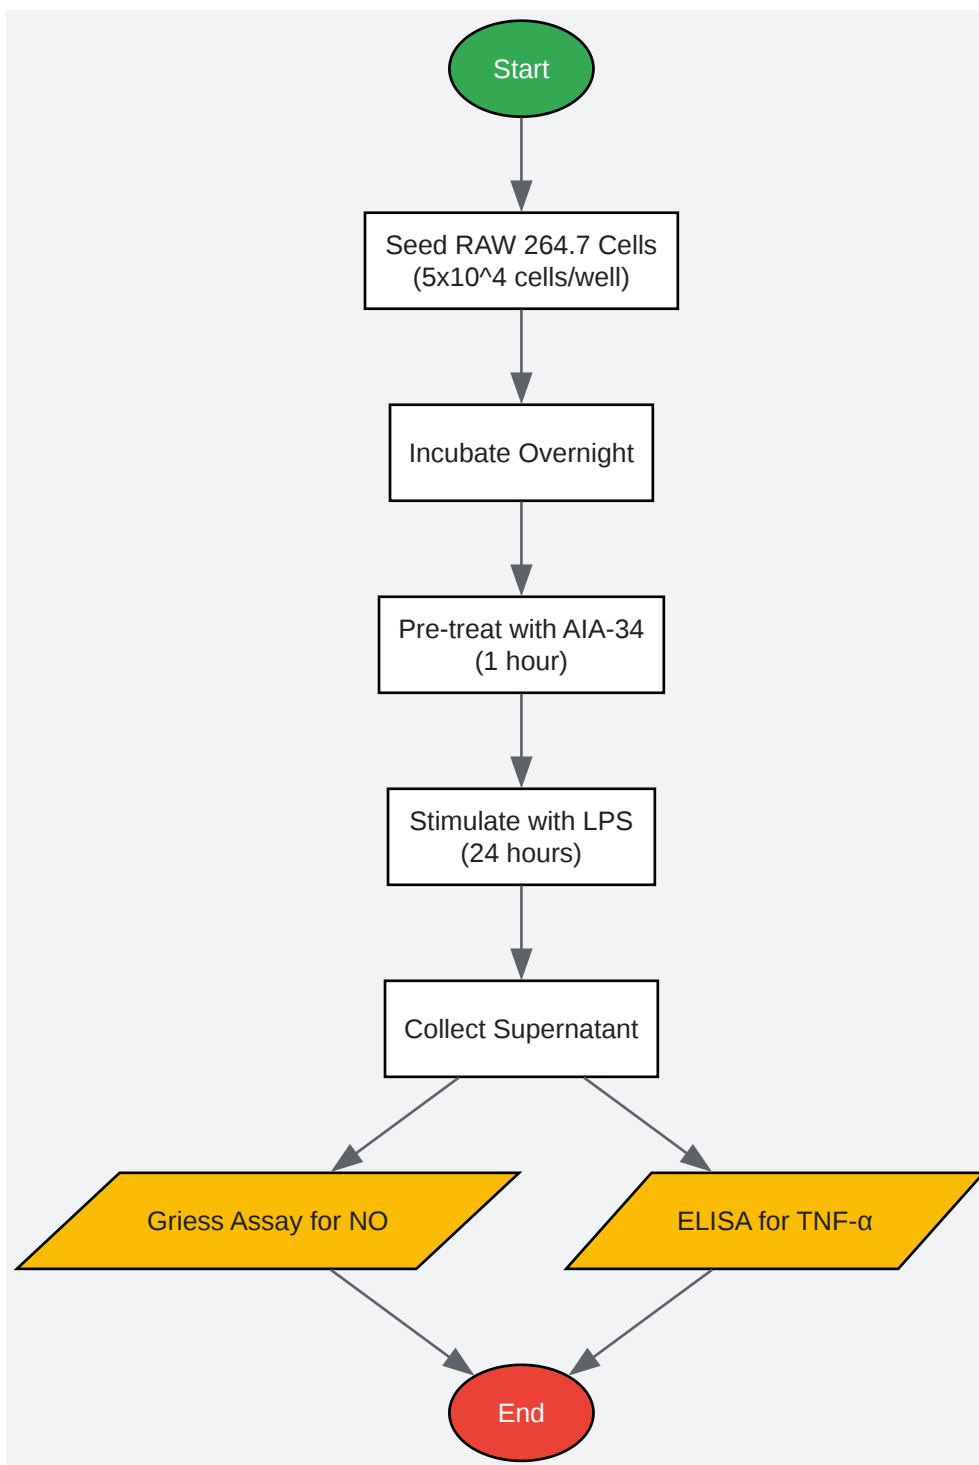 Start
Seed RAW 264.7 Cells
(5x10^4 cells/well)
Incubate Overnight
Pre-treat with AIA-34
(1 hour)
Stimulate with LPS
(24 hours)
Collect Supernatant
Griess Assay for NO
ELISA for TNF-α
End